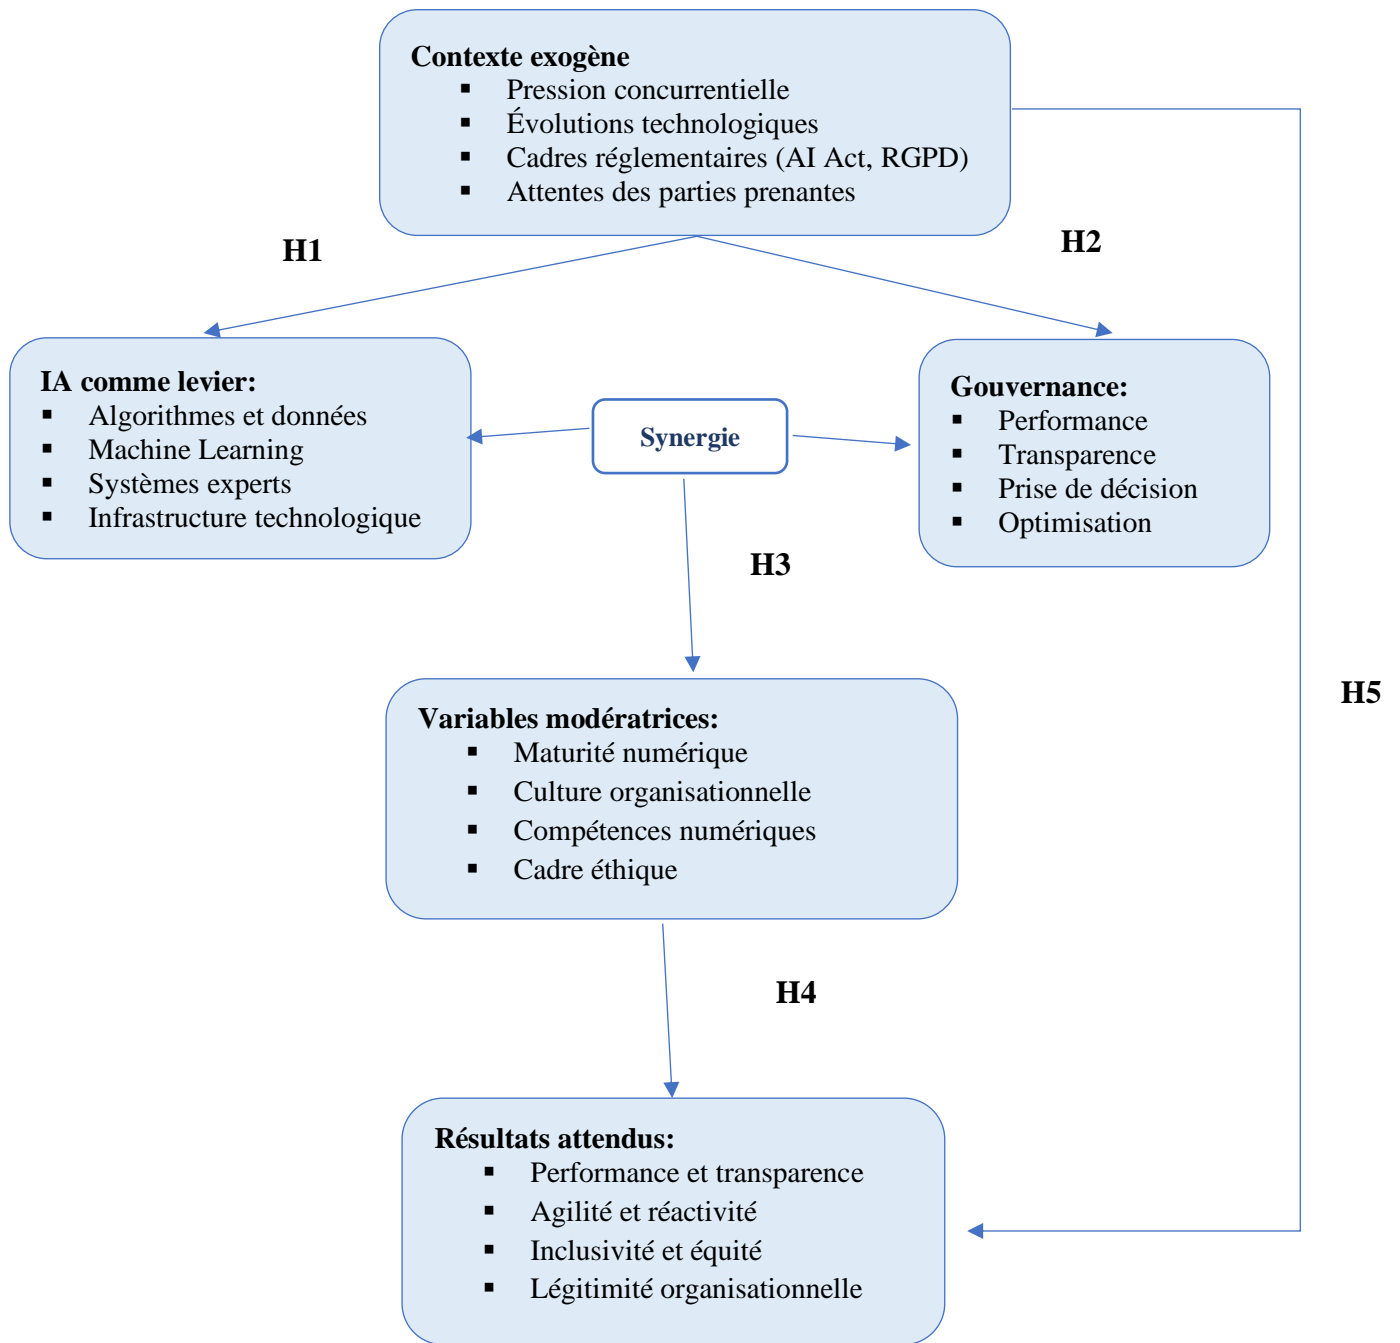 Contexte exogène
▪ Pression concurrentielle
▪ Évolutions technologiques
▪ Cadres réglementaires (AI Act, RGPD)
▪ Attentes des parties prenantes
H1
H2
IA comme levier:
▪ Algorithmes et données
▪ Machine Learning
▪ Systèmes experts
▪ Infrastructure technologique
Synergie
Gouvernance:
▪ Performance
▪ Transparence
▪ Prise de décision
▪ Optimisation
H3
H5
Variables modératrices:
▪ Maturité numérique
▪ Culture organisationnelle
▪ Compétences numériques
▪ Cadre éthique
H4
Résultats attendus:
▪ Performance et transparence
▪ Agilité et réactivité
▪ Inclusivité et équité
▪ Légitimité organisationnelle